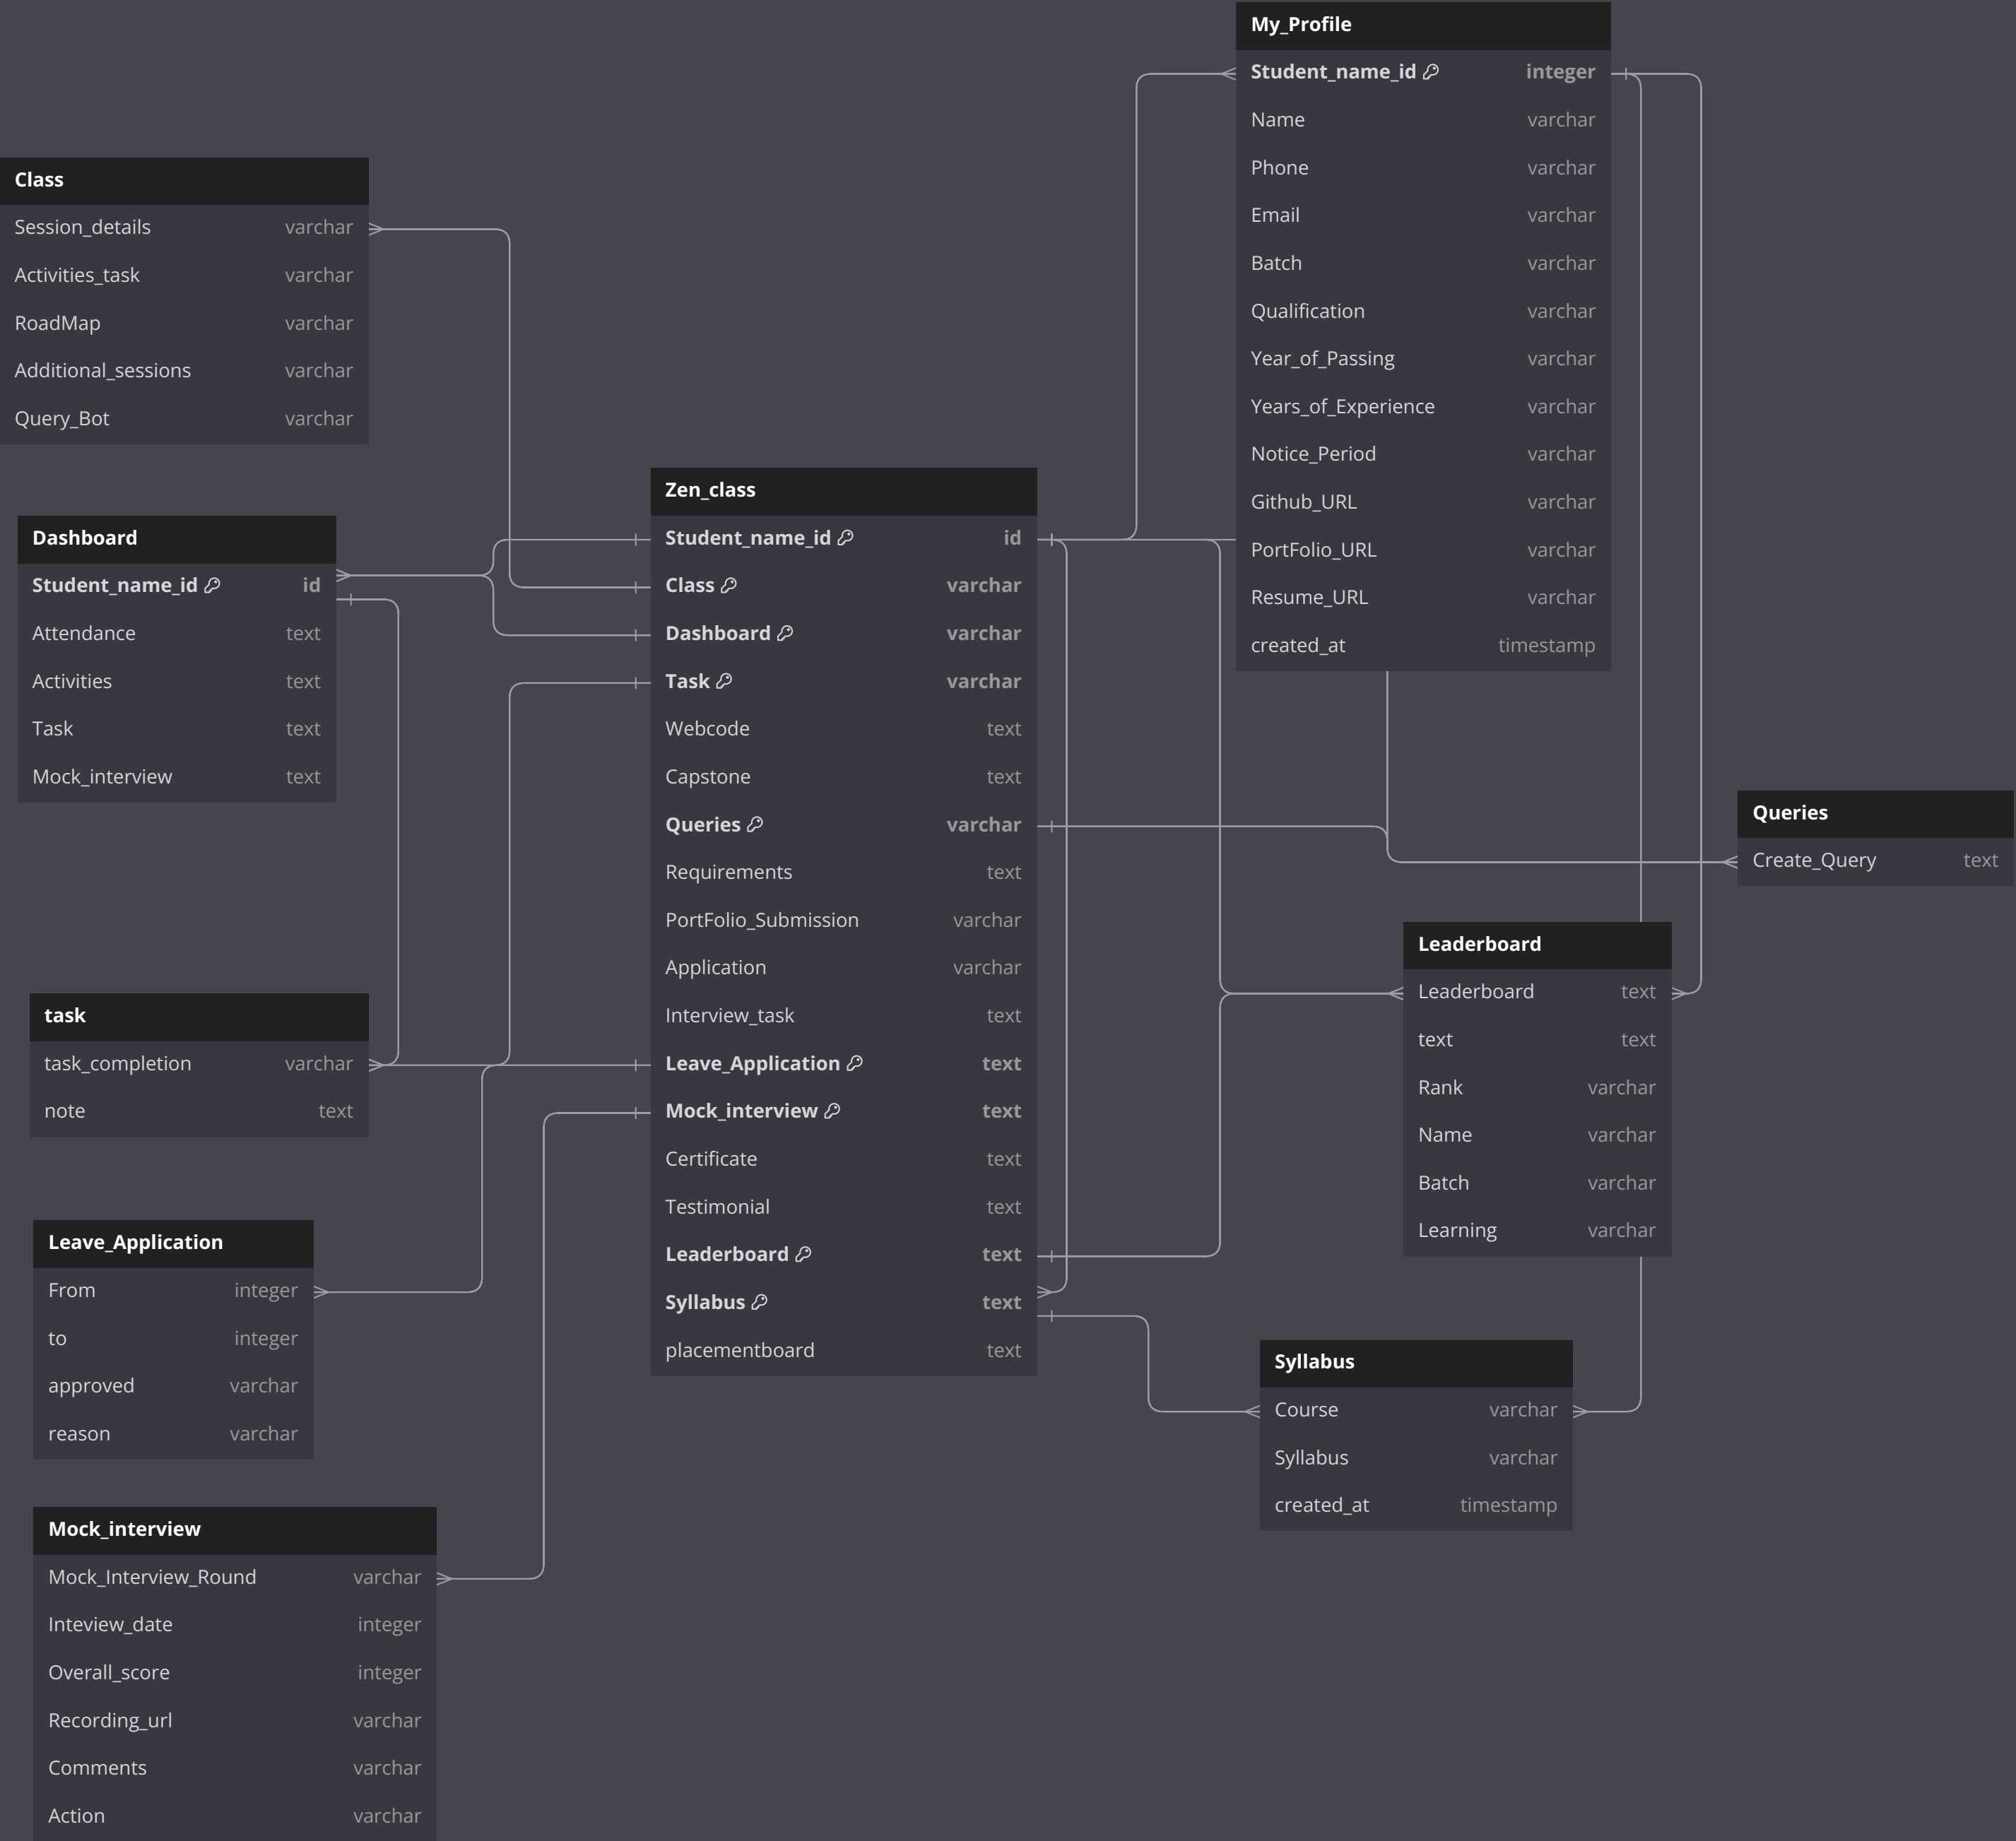 My_Profile
Student_name_id integer
Name varchar
Phone varchar
Email varchar
Batch varchar
Qualification varchar
Year_of_Passing varchar
Years_of_Experience varchar
Notice_Period varchar
Github_URL varchar
PortFolio_URL varchar
Resume_URL varchar
created_at timestamp
Class
Session_details varchar
Activities_task varchar
RoadMap varchar
Additional_sessions varchar
Query_Bot varchar
Dashboard
Student_name_id id
Attendance text
Activities text
Task text
Mock_interview text
Zen_class
Student_name_id id
Class varchar
Dashboard varchar
Task varchar
Webcode text
Capstone text
Queries varchar
Requirements text
PortFolio_Submission varchar
Application varchar
Interview_task text
Leave_Application text
Mock_interview text
Certificate text
Testimonial text
Leaderboard text
Syllabus text
placementboard text
Queries
Create_Query text
Leaderboard
Leaderboard text
text text
Rank varchar
Name varchar
Batch varchar
Learning varchar
task
task_completion varchar
note text
Leave_Application
From integer
to integer
approved varchar
reason varchar
Syllabus
Course varchar
Syllabus varchar
created_at timestamp
Mock_interview
Mock_Interview_Round varchar
Inteview_date integer
Overall_score integer
Recording_url varchar
Comments varchar
Action varchar